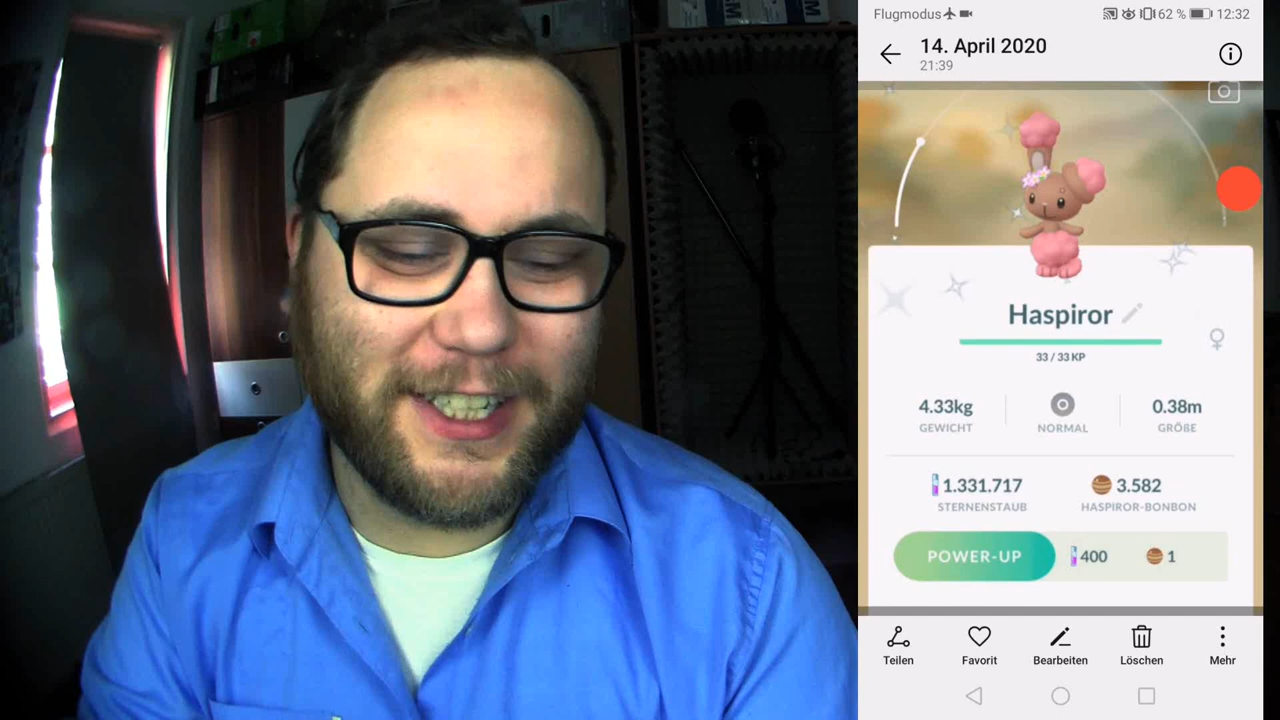 Flugmodus 62 % 12:32
14. April 2020
21:39
Haspiror
33 / 33 KP
4.33kg
GEWICHT
NORMAL
0.38m
GRÖßE
1.331.717
STERNENSTAUB
3.582
HASPIROR-BONBON
POWER-UP 400 1
Teilen Favorit Bearbeiten Löschen Mehr